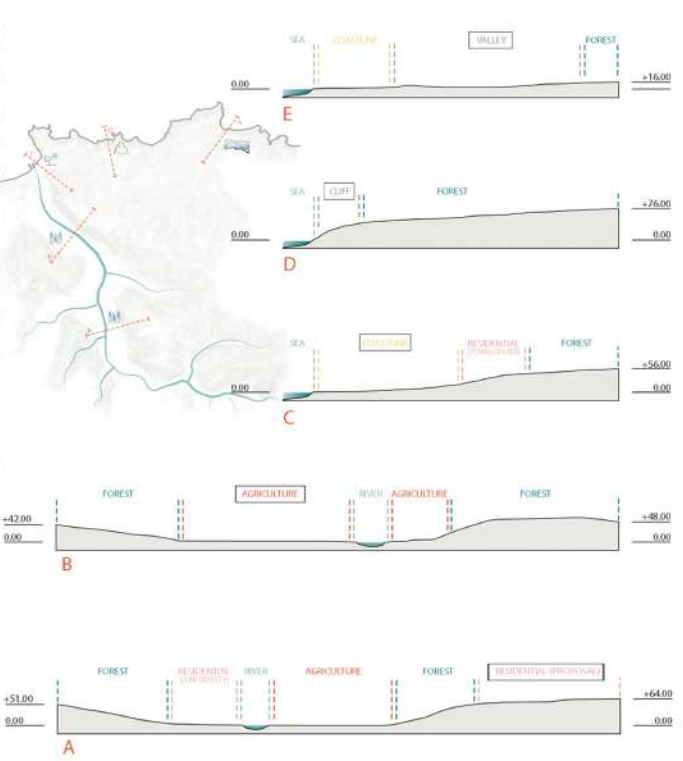 SEA COASTLINE VALLEY FOREST
0.00 +16.00
E
SEA CLIFF FOREST
+76.00
0.00 0.00
D
SEA COASTLINE RESIDENTIAL FOREST
+56.00
0.00 0.00
C
FOREST AGRICULTURE RIVER AGRICULTURE FOREST
+42.00 +48.00
0.00 0.00
B
FOREST RESIDENTIAL RIVER AGRICULTURE FOREST RESIDENTIAL (PROPOSAL)
(LOW DENSITY)
+51.00 +64.00
0.00 0.00
A